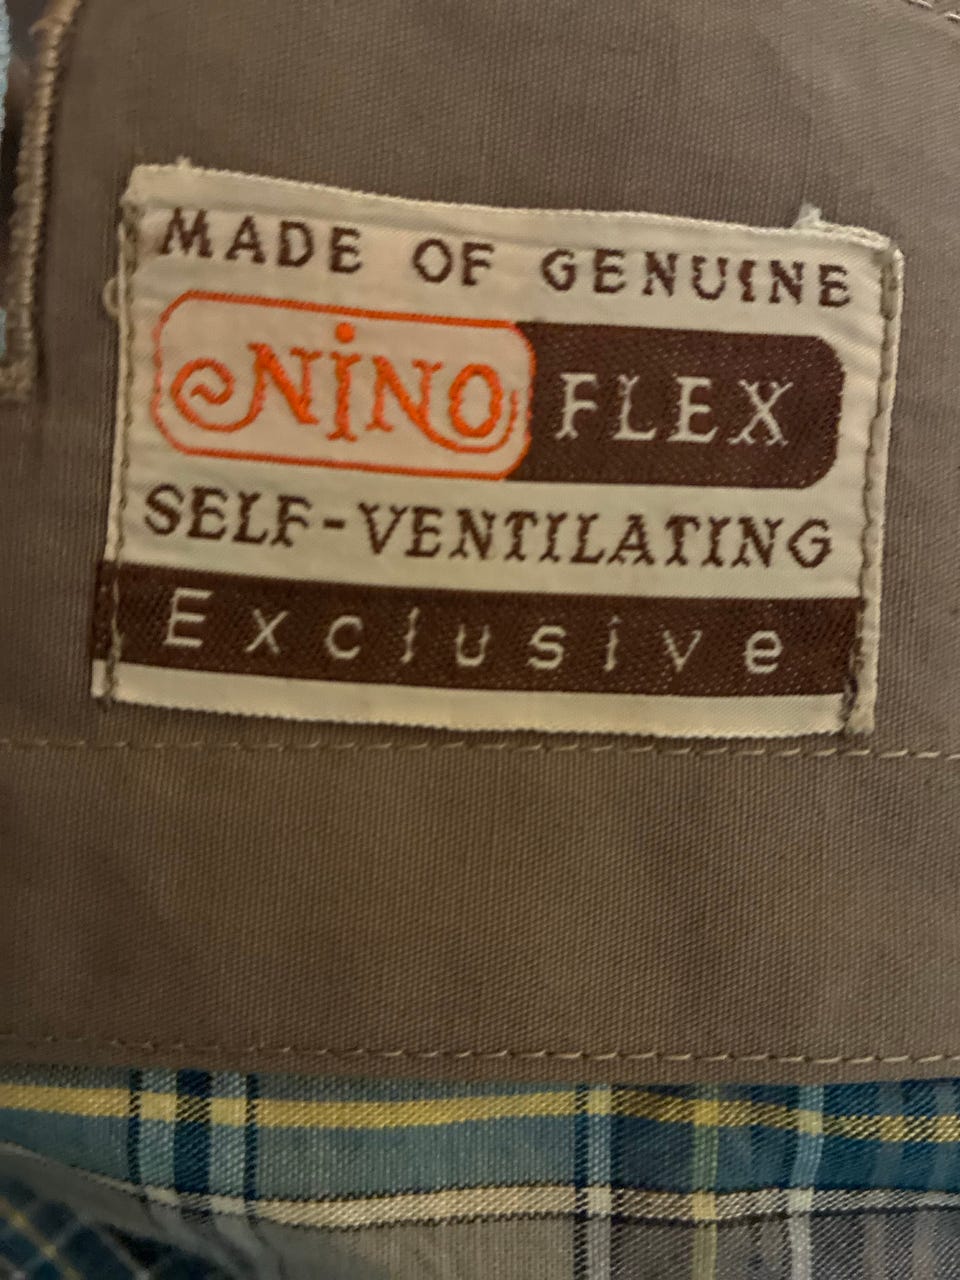 MADE OF GENUINE
NINO FLEX
SELF-VENTILATING
Exclusive